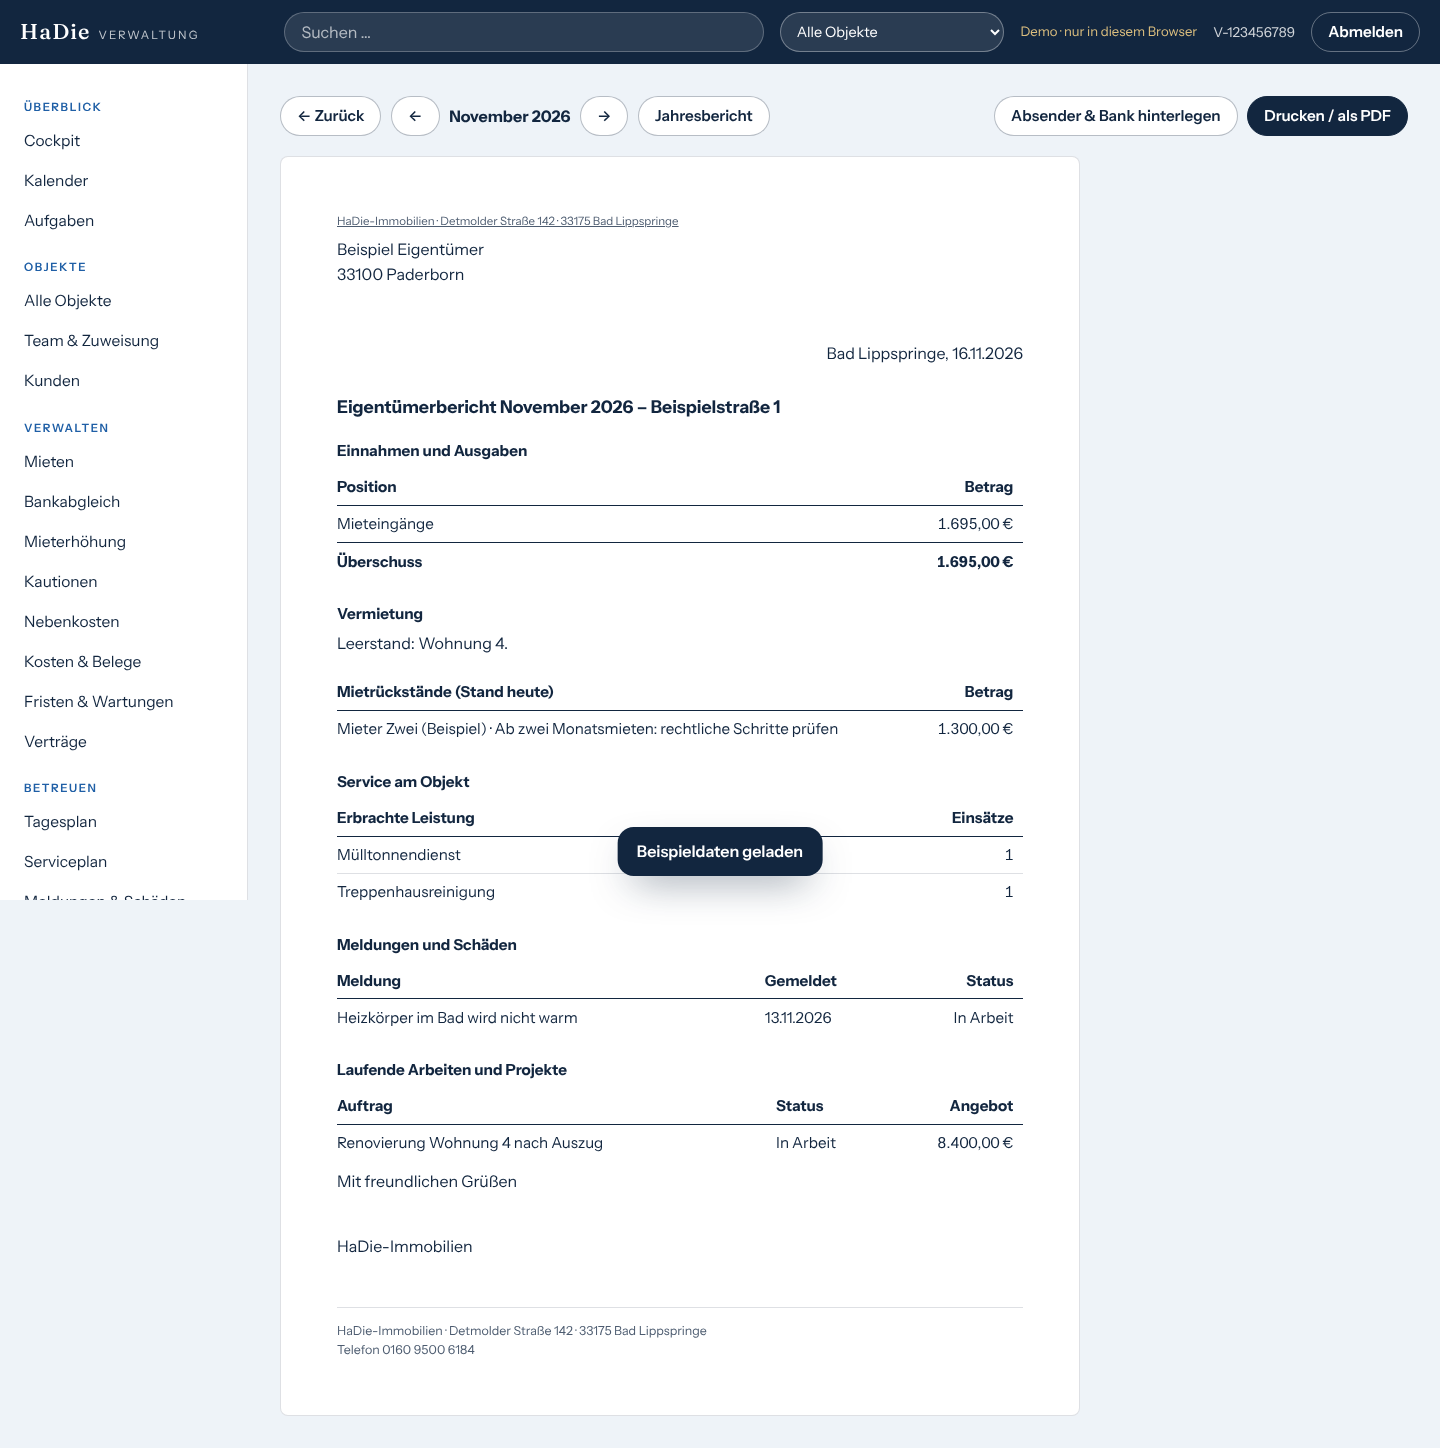 HaDie VERWALTUNG
Suchen ...
Alle Objekte
Demo · nur in diesem Browser
V-123456789
Abmelden
ÜBERBLICK
Cockpit
Kalender
Aufgaben
OBJEKTE
Alle Objekte
Team & Zuweisung
Kunden
VERWALTEN
Mieten
Bankabgleich
Mieterhöhung
Kautionen
Nebenkosten
Kosten & Belege
Fristen & Wartungen
Verträge
BETREUEN
Tagesplan
Serviceplan
Meldungen & Schäden
← Zurück
←
November 2026
→
Jahresbericht
Absender & Bank hinterlegen
Drucken / als PDF
HaDie-Immobilien · Detmolder Straße 142 · 33175 Bad Lippspringe
Beispiel Eigentümer
33100 Paderborn
Bad Lippspringe, 16.11.2026
Eigentümerbericht November 2026 – Beispielstraße 1
Einnahmen und Ausgaben
Position Betrag
Mieteingänge 1.695,00 €
Überschuss 1.695,00 €
Vermietung
Leerstand: Wohnung 4.
Mietrückstände (Stand heute) Betrag
Mieter Zwei (Beispiel) · Ab zwei Monatsmieten: rechtliche Schritte prüfen 1.300,00 €
Service am Objekt
Erbrachte Leistung Einsätze
Mülltonnendienst 1
Beispieldaten geladen
Treppenhausreinigung 1
Meldungen und Schäden
Meldung Gemeldet Status
Heizkörper im Bad wird nicht warm 13.11.2026 In Arbeit
Laufende Arbeiten und Projekte
Auftrag Status Angebot
Renovierung Wohnung 4 nach Auszug In Arbeit 8.400,00 €
Mit freundlichen Grüßen
HaDie-Immobilien
HaDie-Immobilien · Detmolder Straße 142 · 33175 Bad Lippspringe
Telefon 0160 9500 6184